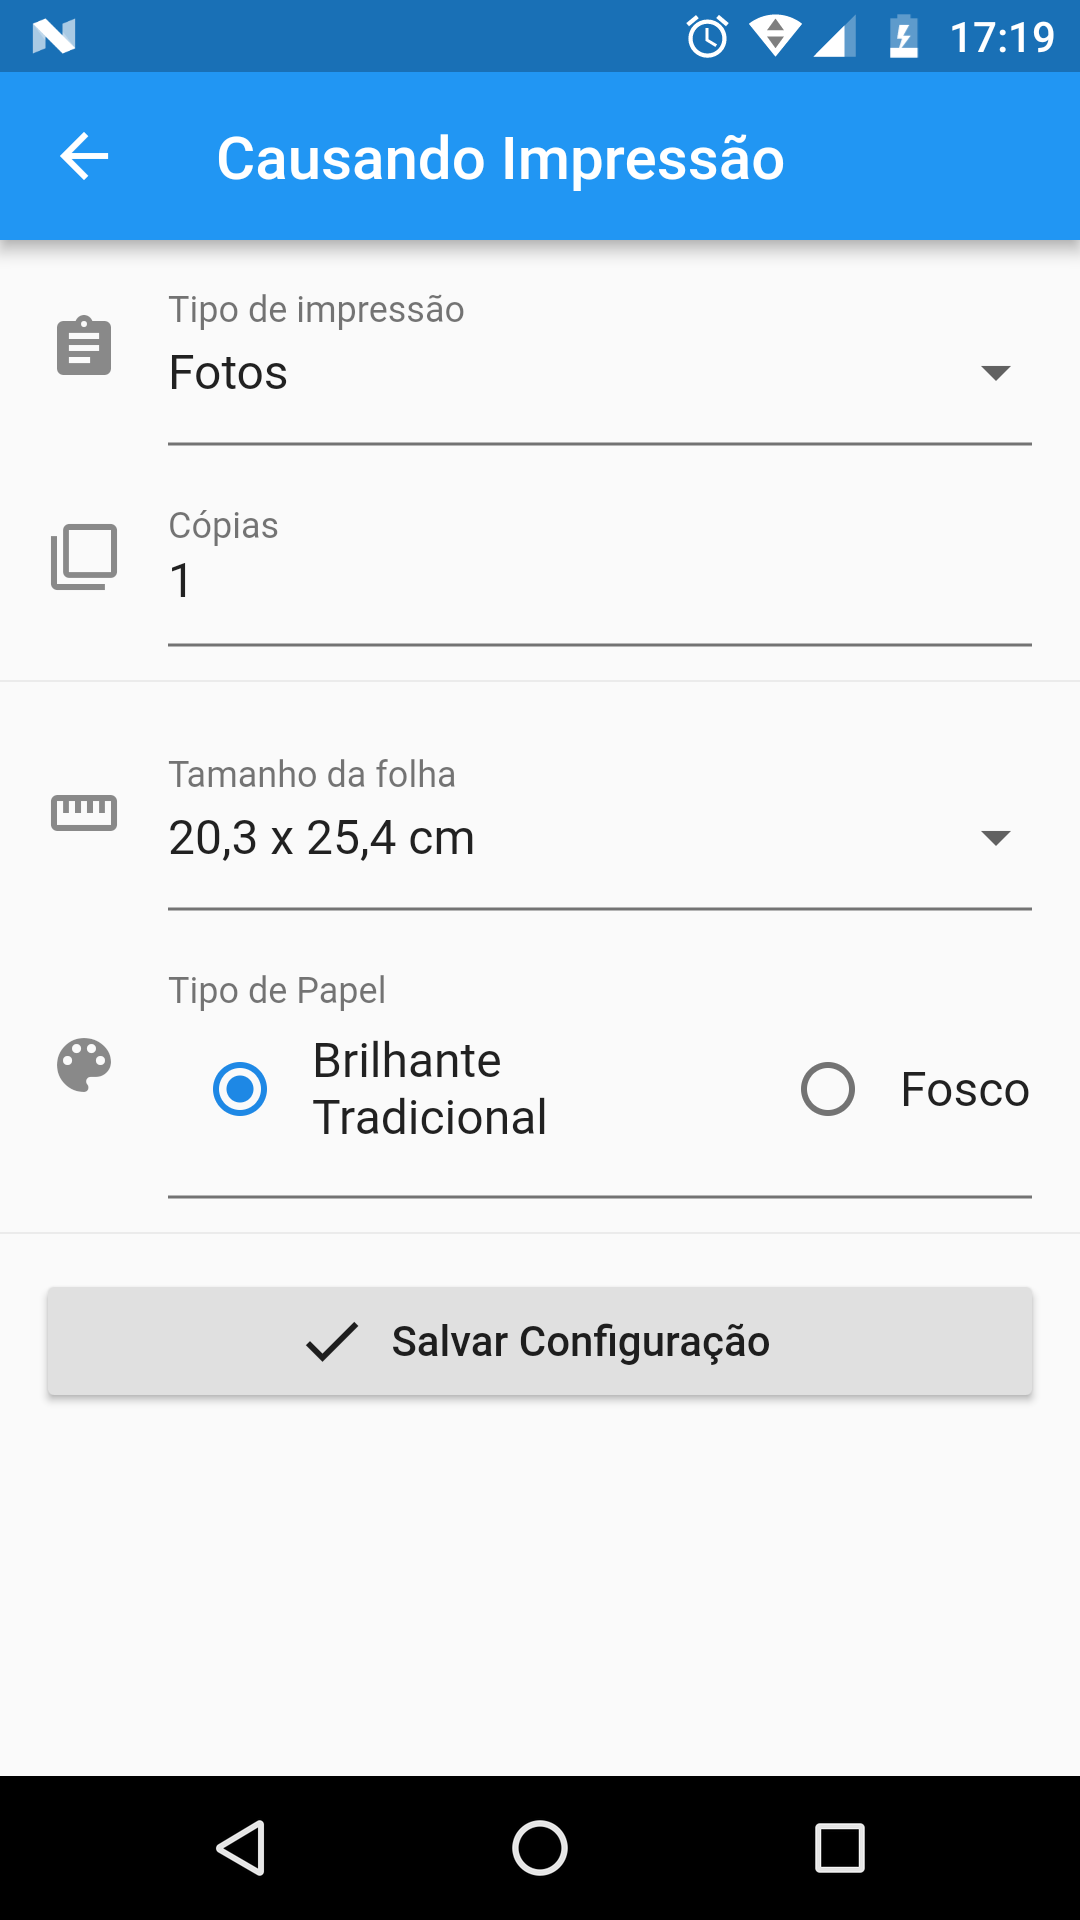 17:19
Causando Impressão
Tipo de impressão
Fotos
Cópias
1
Tamanho da folha
20,3 x 25,4 cm
Tipo de Papel
Brilhante
Tradicional
Fosco
Salvar Configuração